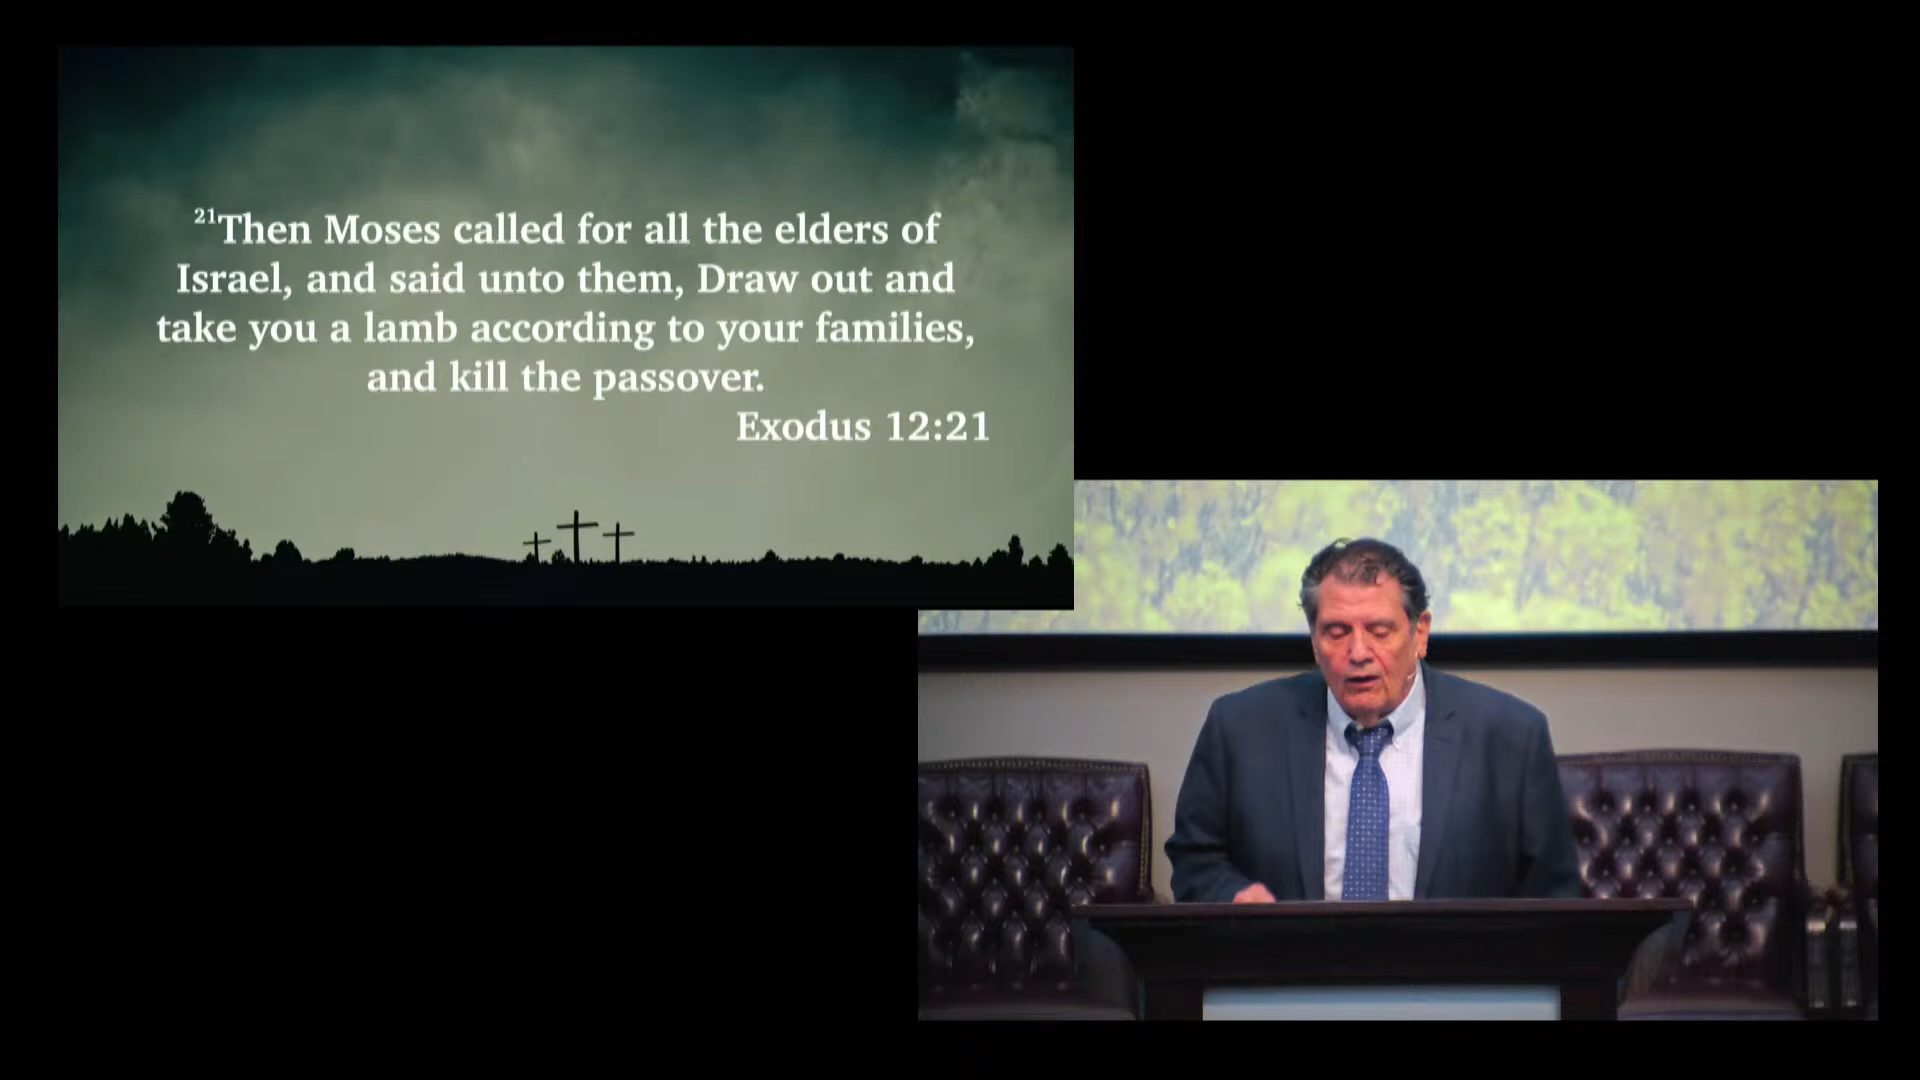 ²¹Then Moses called for all the elders of
Israel, and said unto them, Draw out and
take you a lamb according to your families,
and kill the passover.
Exodus 12:21